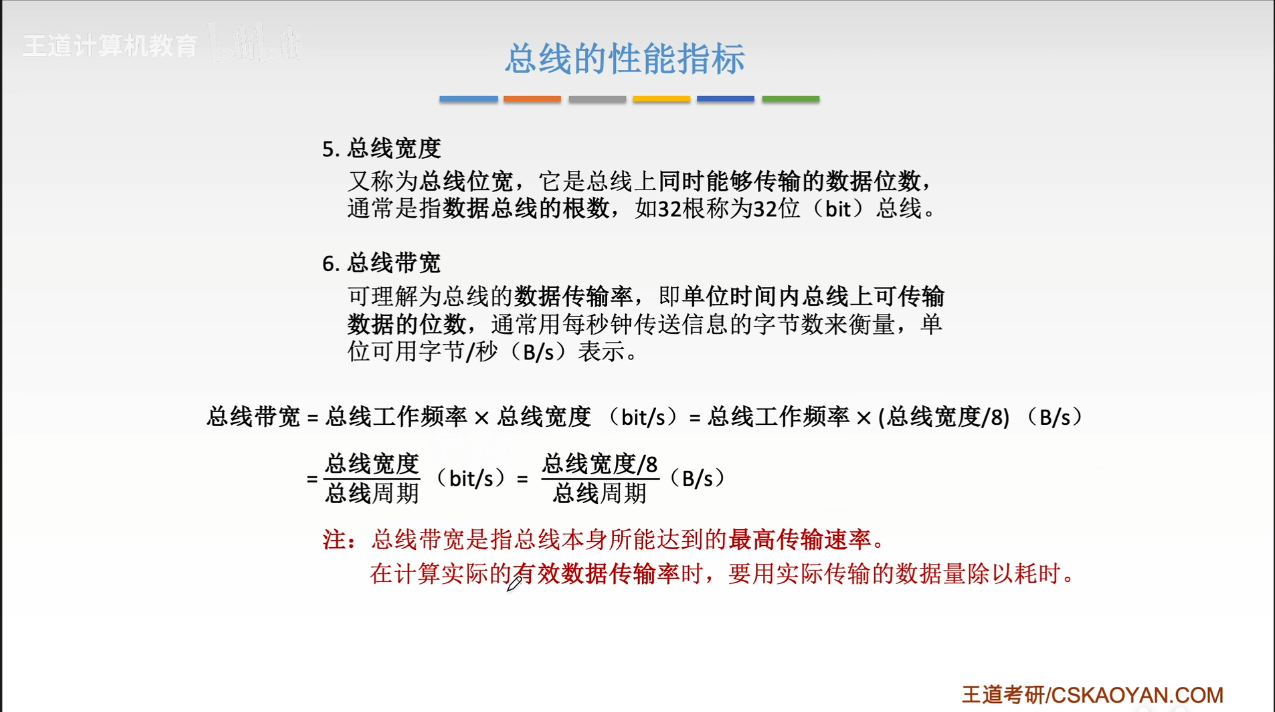 王道计算机教育
总线的性能指标
5. 总线宽度
又称为总线位宽，它是总线上同时能够传输的数据位数，
通常是指数据总线的根数，如32根称为32位（bit）总线。
6. 总线带宽
可理解为总线的数据传输率，即单位时间内总线上可传输
数据的位数，通常用每秒钟传送信息的字节数来衡量，单
位可用字节/秒（B/s）表示。
总线带宽 = 总线工作频率 × 总线宽度 （bit/s）= 总线工作频率 × (总线宽度/8) （B/s）
= 总线宽度/总线周期 （bit/s）= 总线宽度/8/总线周期（B/s）
注：总线带宽是指总线本身所能达到的最高传输速率。
在计算实际的有效数据传输率时，要用实际传输的数据量除以耗时。
王道考研/CSKAOYAN.COM